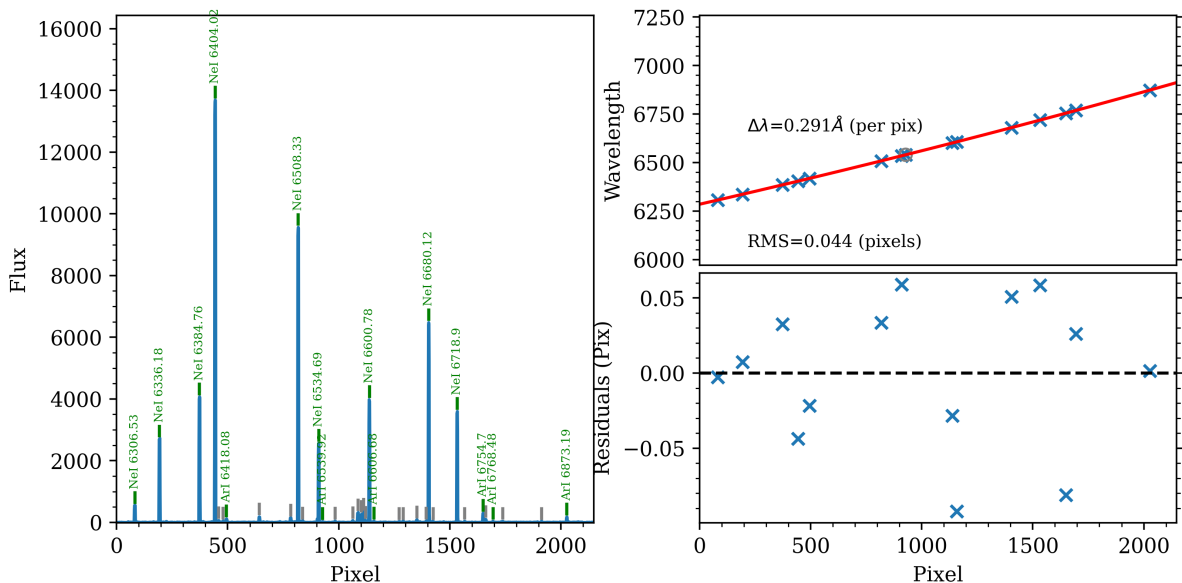 16000
14000
12000
10000
8000
6000
4000
2000
0
Flux
NeI 6306.53
NeI 6336.18
NeI 6384.76
NeI 6404.02
ArI 6418.08
NeI 6508.33
NeI 6534.69
ArI 6539.92
NeI 6600.78
ArI 6606.68
NeI 6680.12
NeI 6718.9
ArI 6754.7
ArI 6768.48
ArI 6873.19
0 500 1000 1500 2000
Pixel
7250
7000
6750
6500
6250
6000
Wavelength
Δλ=0.291Å (per pix)
RMS=0.044 (pixels)
0.05
0.00
−0.05
Residuals (Pix)
0 500 1000 1500 2000
Pixel